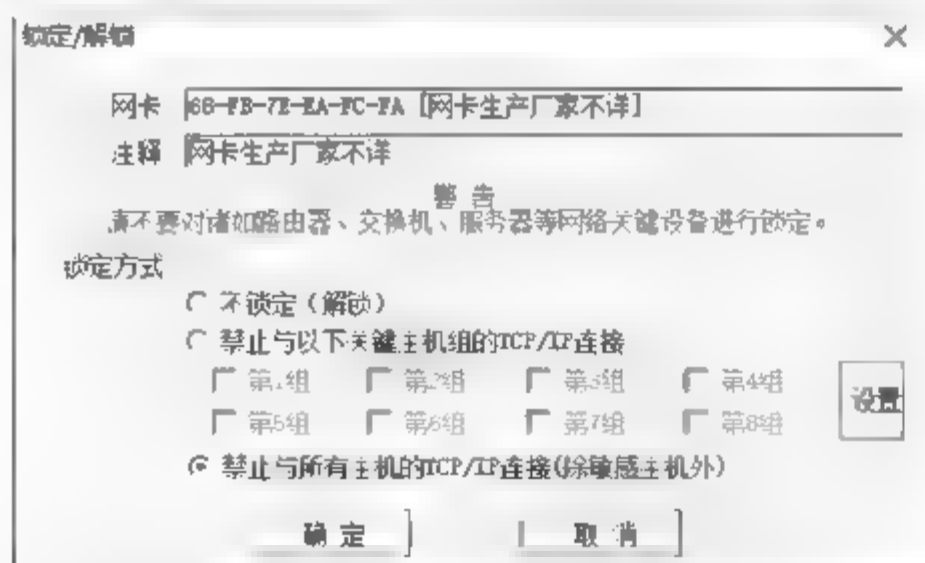 锁定/解锁
网卡 68-FB-7E-EA-FC-FA [网卡生产厂家不详]
注释 网卡生产厂家不详
警 告
请不要对诸如路由器、交换机、服务器等网络关键设备进行锁定。
锁定方式
不锁定(解锁)
禁止与以下关键主机组的TCP/IP连接
第1组 第2组 第3组 第4组
设置
第5组 第6组 第7组 第8组
禁止与所有主机的TCP/IP连接(除敏感主机外)
确 定 取 消